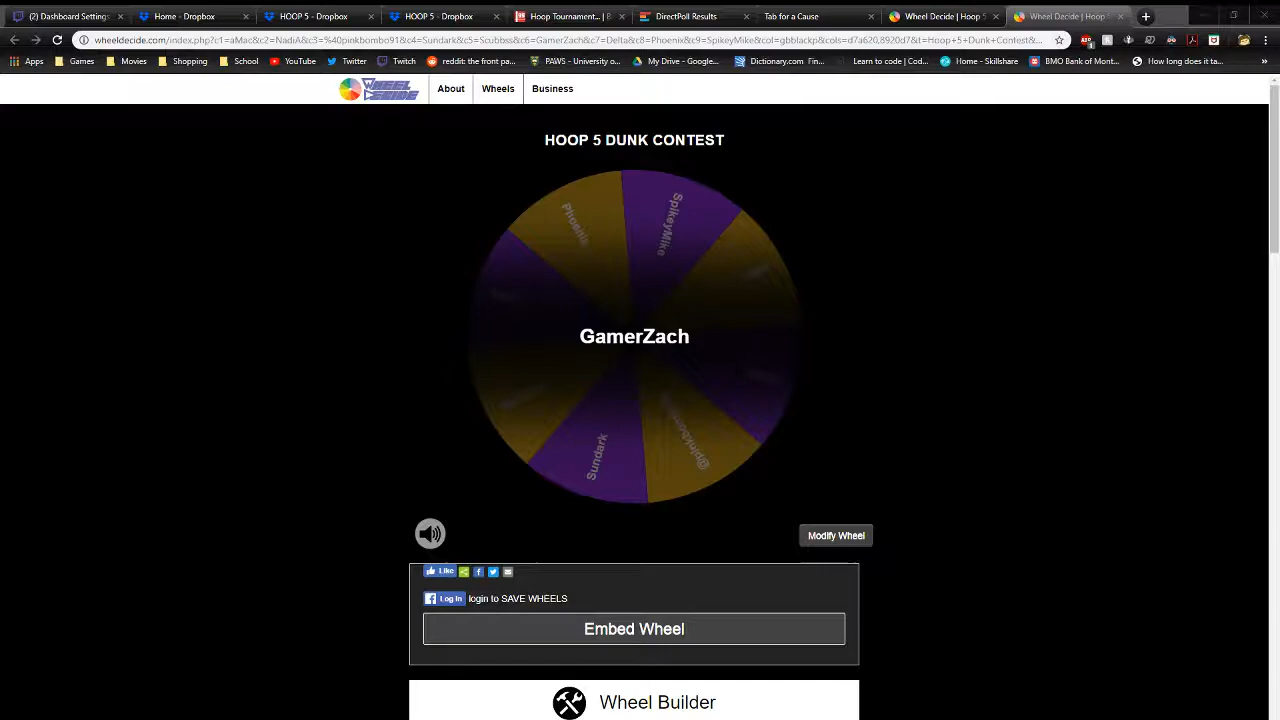 (2) Dashboard Settings Home - Dropbox HOOP 5 - Dropbox HOOP 5 - Dropbox Hoop Tournament... | B DirectPoll Results Tab for a Cause Wheel Decide | Hoop 5 Wheel Decide | Hoop 5
wheeldecide.com/index.php?c1=aMac&c2=NadiA&c3=%40pinkbombo91&c4=Sundark&c5=Scubbss&c6=GamerZach&c7=Delta&c8=Phoenix&c9=SpikeyMike&col=gbblackp&cols=d7a620,8920d7&t=Hoop+5+Dunk+Contest&...
Apps Games Movies Shopping School YouTube Twitter Twitch reddit: the front pa... PAWS - University o... My Drive - Google... Dictionary.com Fin... Learn to code | Cod... Home - Skillshare BMO Bank of Mont... How long does it ta... »
WHEEL DECIDE About Wheels Business
HOOP 5 DUNK CONTEST
SpikeyMike
Phoenix
GamerZach
Sundark
Modify Wheel
Like
Log In login to SAVE WHEELS
Embed Wheel
Wheel Builder